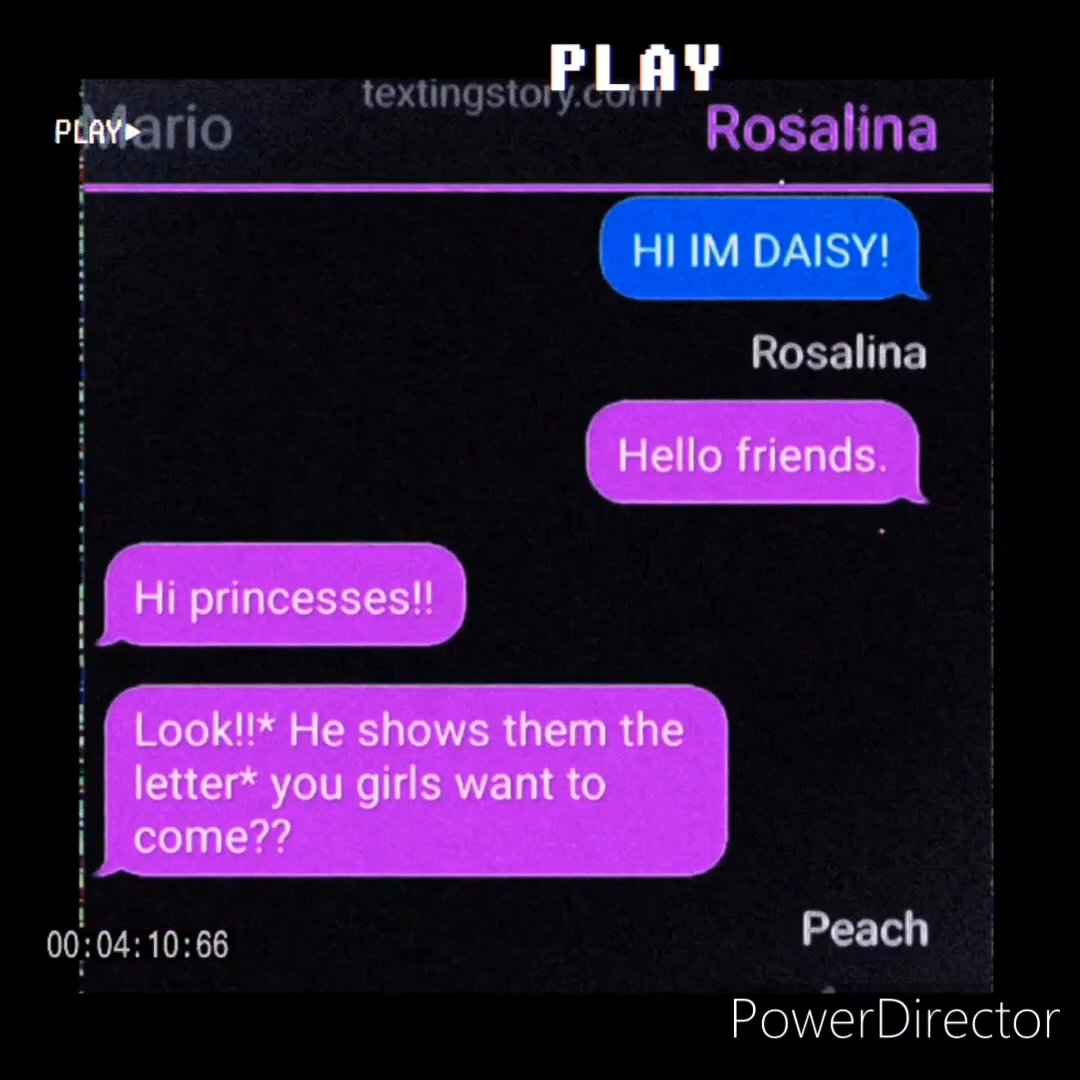 PLAY
textingstory.com
PLAY▶
Mario
Rosalina
HI IM DAISY!
Rosalina
Hello friends.
Hi princesses!!
Look!!* He shows them the
letter* you girls want to
come??
Peach
00:04:10:66
PowerDirector